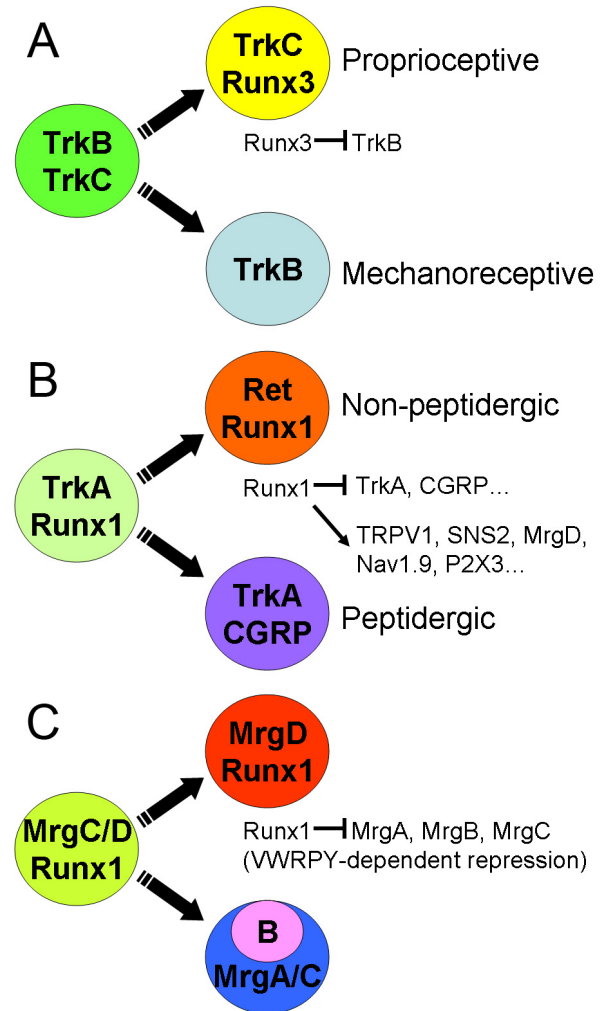 A
TrkC
Runx3
Proprioceptive
TrkB
TrkC
Runx3 TrkB
TrkB
Mechanoreceptive
B
Ret
Runx1
Non-peptidergic
TrkA
Runx1
Runx1 TrkA, CGRP...
TRPV1, SNS2, MrgD,
Nav1.9, P2X3...
TrkA
CGRP
Peptidergic
C
MrgD
Runx1
MrgC/D
Runx1
Runx1 MrgA, MrgB, MrgC
(VWRPY-dependent repression)
B
MrgA/C